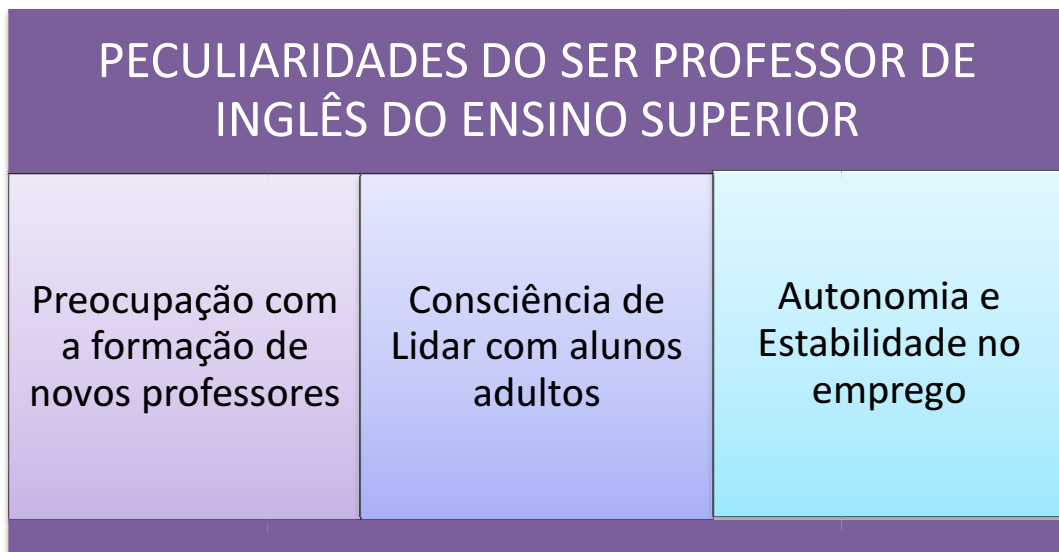 PECULIARIDADES DO SER PROFESSOR DE
INGLÊS DO ENSINO SUPERIOR
Preocupação com
a formação de
novos professores
Consciência de
Lidar com alunos
adultos
Autonomia e
Estabilidade no
emprego